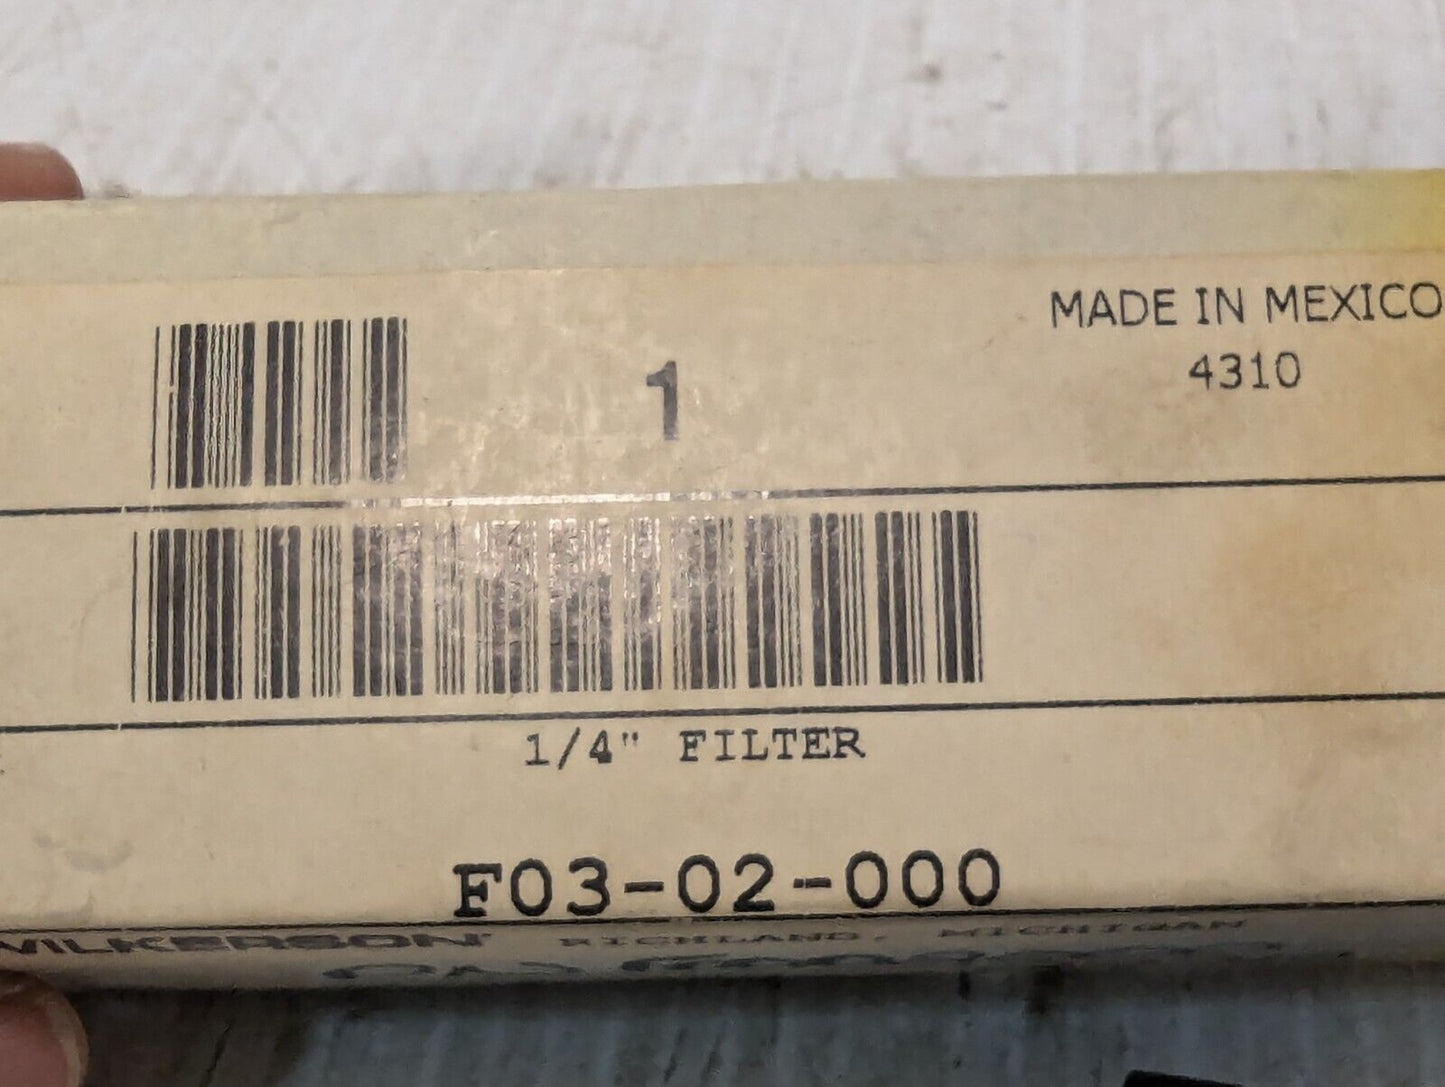 MADE IN MEXICO
1
4310
1/4" FILTER
F03-02-000
WILKERSON RICHLAND, MICHIGAN